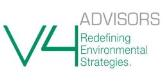 V4 ADVISORS
Redefining
Environmental
Strategies.